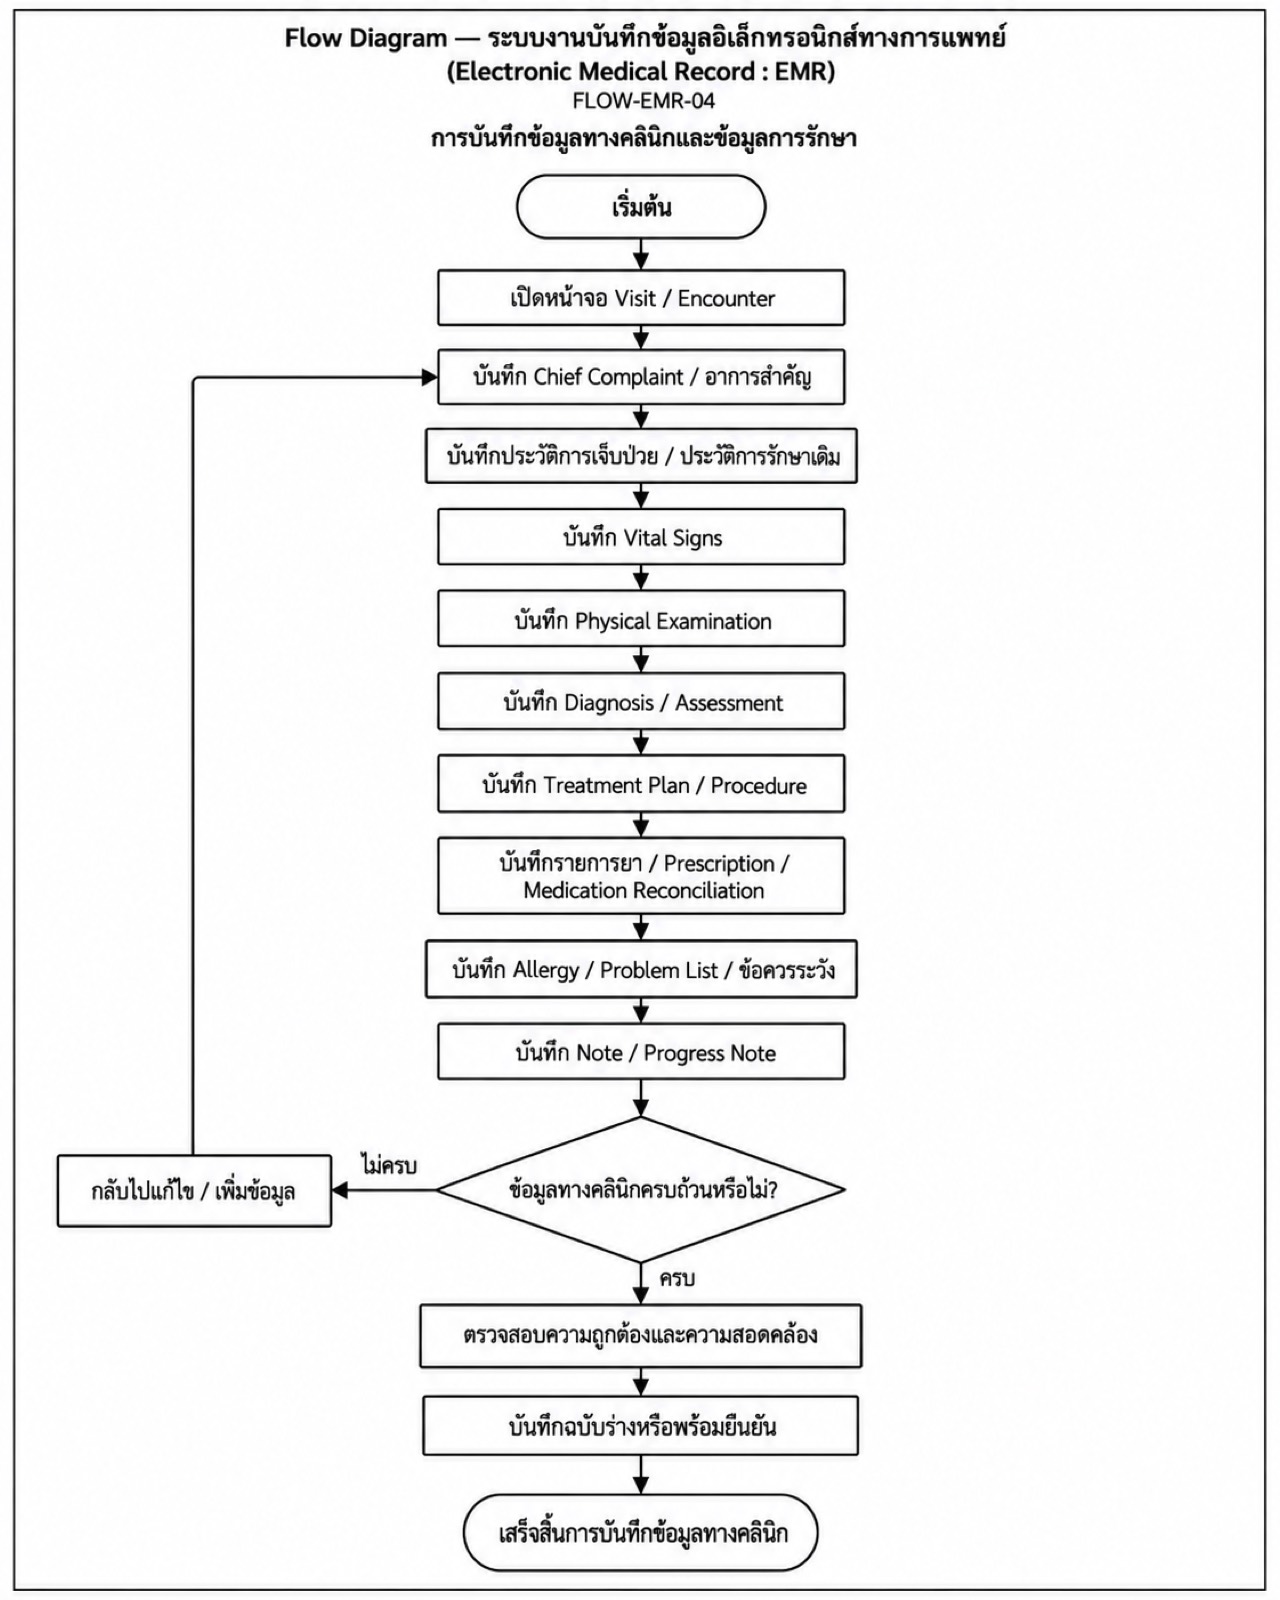 Flow Diagram — ระบบงานบันทึกข้อมูลอิเล็กทรอนิกส์ทางการแพทย์
(Electronic Medical Record : EMR)
FLOW-EMR-04
การบันทึกข้อมูลทางคลินิกและข้อมูลการรักษา
เริ่มต้น
เปิดหน้าจอ Visit / Encounter
บันทึก Chief Complaint / อาการสำคัญ
บันทึกประวัติการเจ็บป่วย / ประวัติการรักษาเดิม
บันทึก Vital Signs
บันทึก Physical Examination
บันทึก Diagnosis / Assessment
บันทึก Treatment Plan / Procedure
บันทึกรายการยา / Prescription /
Medication Reconciliation
บันทึก Allergy / Problem List / ข้อควรระวัง
บันทึก Note / Progress Note
ข้อมูลทางคลินิกครบถ้วนหรือไม่?
ไม่ครบ
กลับไปแก้ไข / เพิ่มข้อมูล
ครบ
ตรวจสอบความถูกต้องและความสอดคล้อง
บันทึกฉบับร่างหรือพร้อมยืนยัน
เสร็จสิ้นการบันทึกข้อมูลทางคลินิก